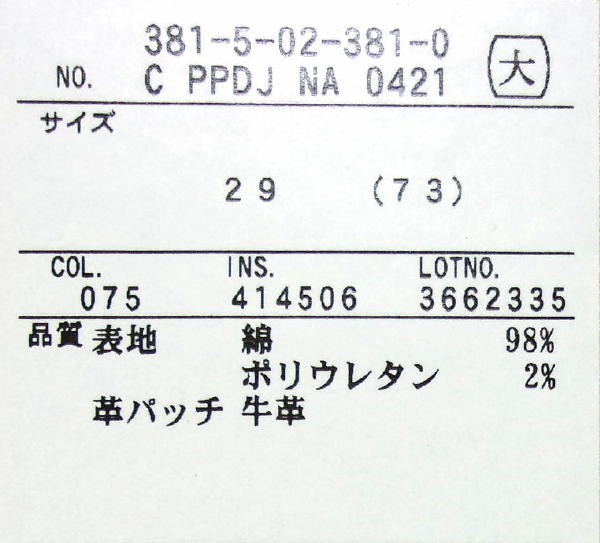 381-5-02-381-0
NO. C PPDJ NA 0421 大
サイズ
29 (73)
COL. INS. LOTNO.
075 414506 3662335
品質 表地 綿 98%
ポリウレタン 2%
革パッチ 牛革